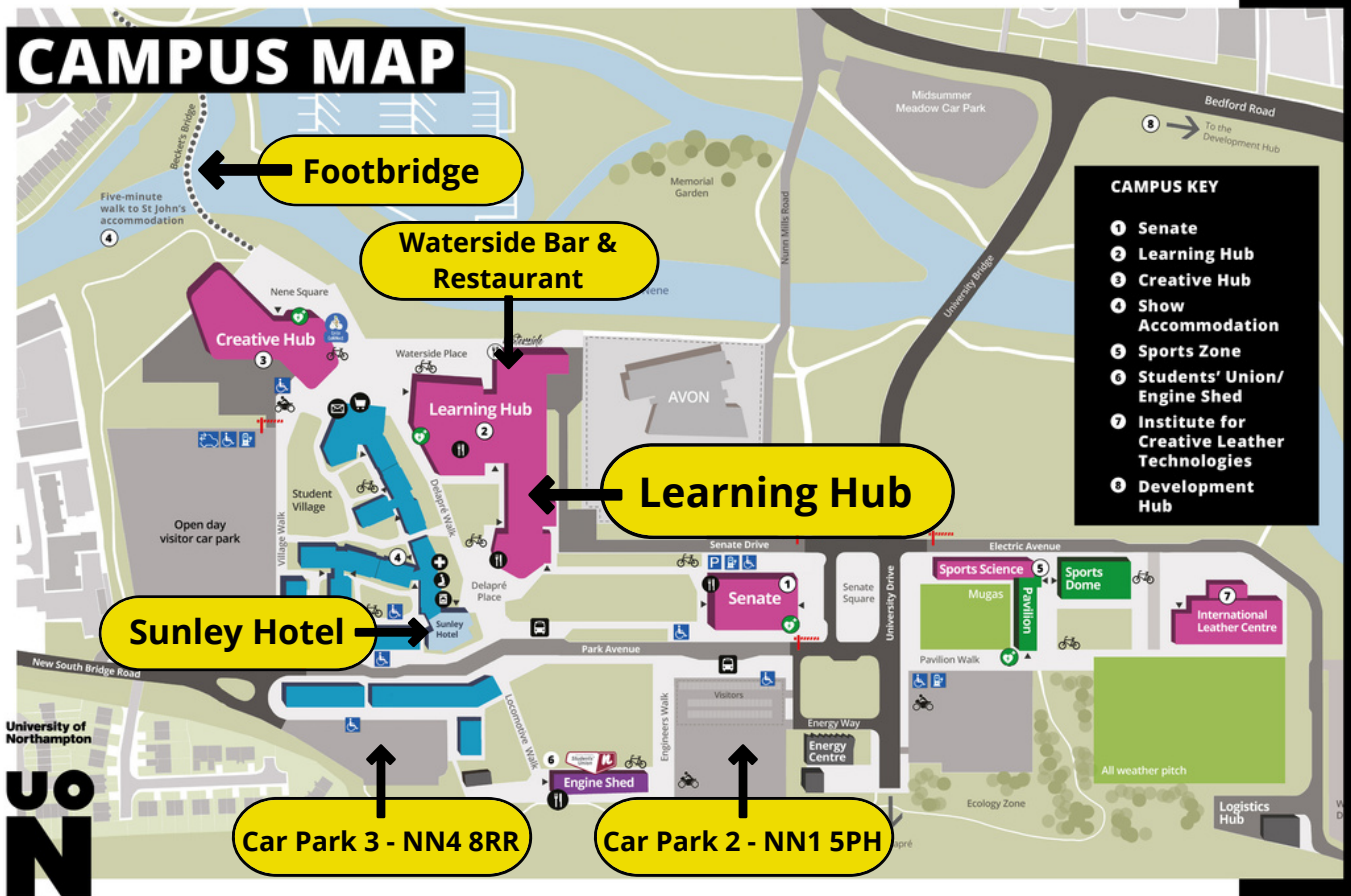 CAMPUS MAP
Becket's Bridge
Footbridge
Five-minute
walk to St John's
accommodation
4
Memorial
Garden
Midsummer
Meadow Car Park
Bedford Road
8
To the
Development Hub
Nunn Mills Road
University Bridge
Waterside Bar &
Restaurant
Nene
Nene Square
Creative Hub
3
Waterside Place
Learning Hub
2
AVON
CAMPUS KEY
1 Senate
2 Learning Hub
3 Creative Hub
4 Show
Accommodation
5 Sports Zone
6 Students' Union/
Engine Shed
7 Institute for
Creative Leather
Technologies
8 Development
Hub
Learning Hub
Open day
visitor car park
Student
Village
Village Walk
Delapré Walk
4
Delapré
Place
Senate Drive
P
Senate
1
Senate
Square
University Drive
Electric Avenue
Sports Science
5
Mugas
Pavilion
Sports
Dome
7
International
Leather Centre
Sunley Hotel
Sunley
Hotel
Park Avenue
Pavilion Walk
New South Bridge Road
Locomotive Walk
Engineers Walk
Visitors
Energy Way
Energy
Centre
University of
Northampton
UON
6
Students'
Union
n
Engine Shed
All weather pitch
Ecology Zone
Logistics
Hub
Car Park 3 - NN4 8RR
Car Park 2 - NN1 5PH